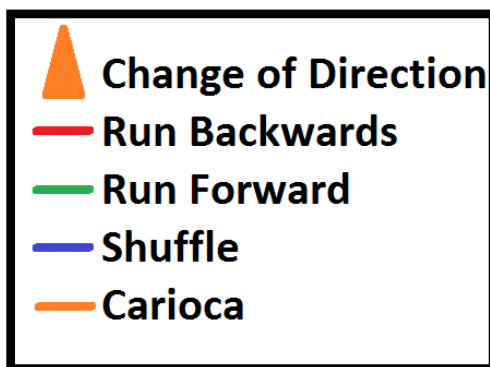 Change of Direction
Run Backwards
Run Forward
Shuffle
Carioca